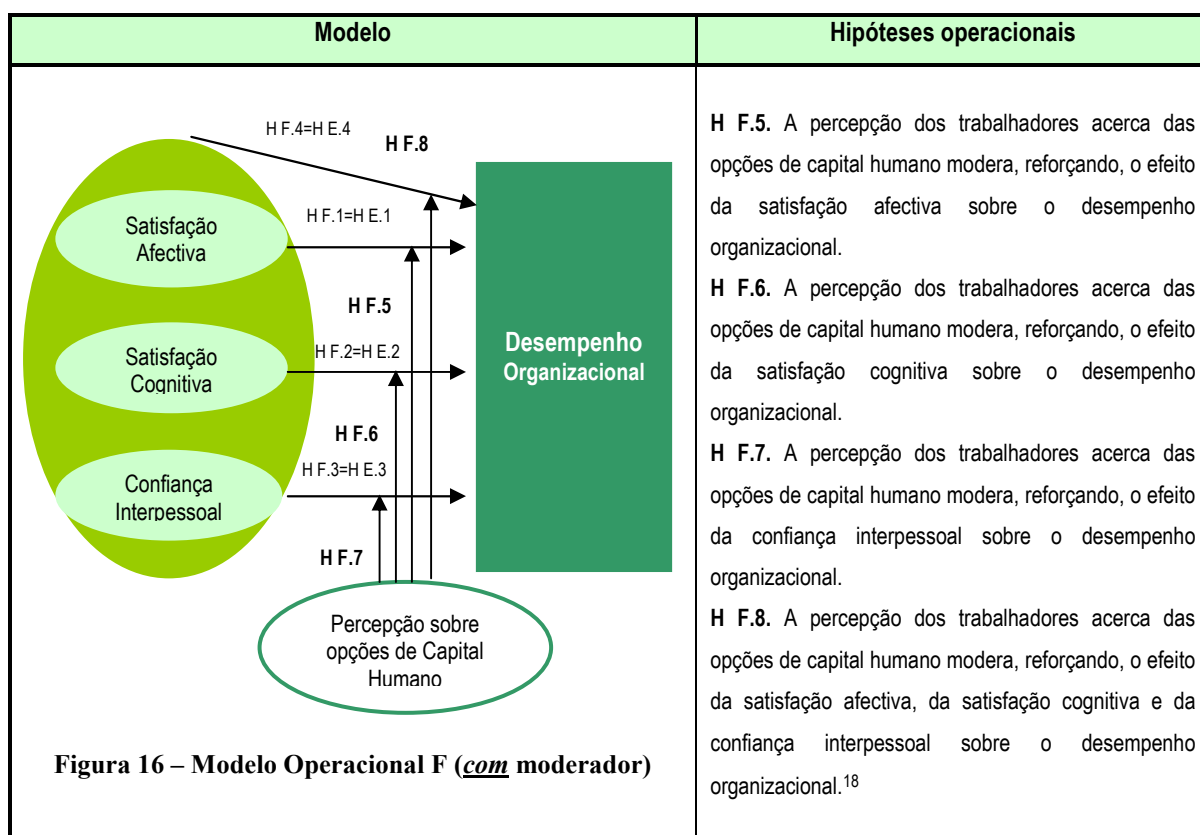 Modelo
Hipóteses operacionais
H F.4=H E.4
H F.8
Satisfação
Afectiva
H F.1=H E.1
H F.5
Satisfação
Cognitiva
H F.2=H E.2
H F.6
Confiança
Interpessoal
H F.3=H E.3
H F.7
Desempenho
Organizacional
Percepção sobre
opções de Capital
Humano
Figura 16 – Modelo Operacional F (com moderador)
H F.5. A percepção dos trabalhadores acerca das
opções de capital humano modera, reforçando, o efeito
da satisfação afectiva sobre o desempenho
organizacional.
H F.6. A percepção dos trabalhadores acerca das
opções de capital humano modera, reforçando, o efeito
da satisfação cognitiva sobre o desempenho
organizacional.
H F.7. A percepção dos trabalhadores acerca das
opções de capital humano modera, reforçando, o efeito
da confiança interpessoal sobre o desempenho
organizacional.
H F.8. A percepção dos trabalhadores acerca das
opções de capital humano modera, reforçando, o efeito
da satisfação afectiva, da satisfação cognitiva e da
confiança interpessoal sobre o desempenho
organizacional.18